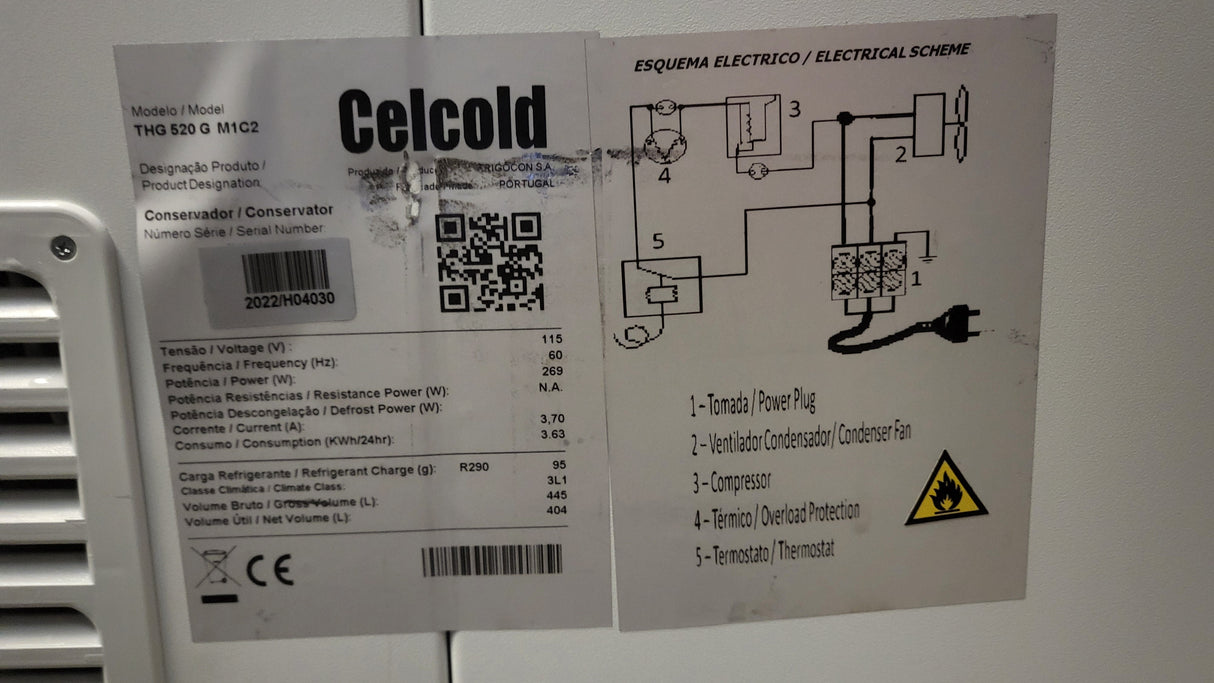 Modelo / Model
THG 520 G M1C2
Celcold
Designação Produto /
Product Designation
ARIGOCON S.A.
PORTUGAL
Conservador / Conservator
Número Série / Serial Number
2022/H04030
Tensão / Voltage (V) : 115
Frequência / Frequency (Hz): 60
Potência / Power (W): 269
Potência Resistências / Resistance Power (W): N.A.
Potência Descongelação / Defrost Power (W):
Corrente / Current (A): 3,70
Consumo / Consumption (KWh/24hr): 3.63
Carga Refrigerante / Refrigerant Charge (g): R290 95
Classe Climática / Climate Class: 3L1
Volume Bruto / Gross Volume (L): 445
Volume Útil / Net Volume (L): 404
CE
ESQUEMA ELECTRICO / ELECTRICAL SCHEME
3
4
2
5
1
1 – Tomada / Power Plug
2 – Ventilador Condensador / Condenser Fan
3 – Compressor
4 – Térmico / Overload Protection
5 – Termostato / Thermostat